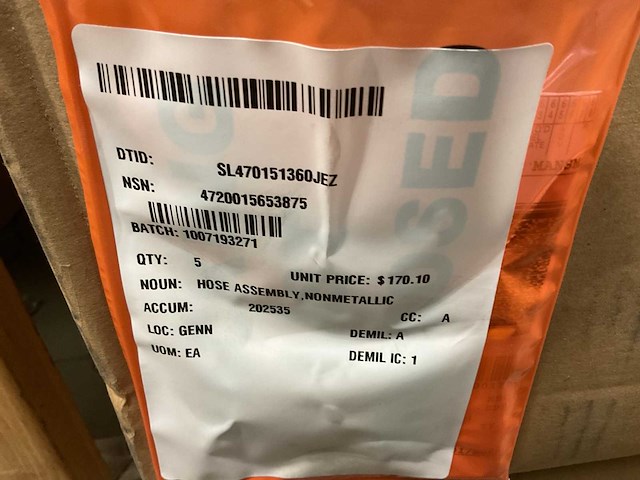 DTID: SL470151360JEZ
NSN: 4720015653875
BATCH: 1007193271
QTY: 5 UNIT PRICE: $170.10
NOUN: HOSE ASSEMBLY,NONMETALLIC
ACCUM: 202535 CC: A
LOC: GENN DEMIL: A
UOM: EA DEMIL IC: 1